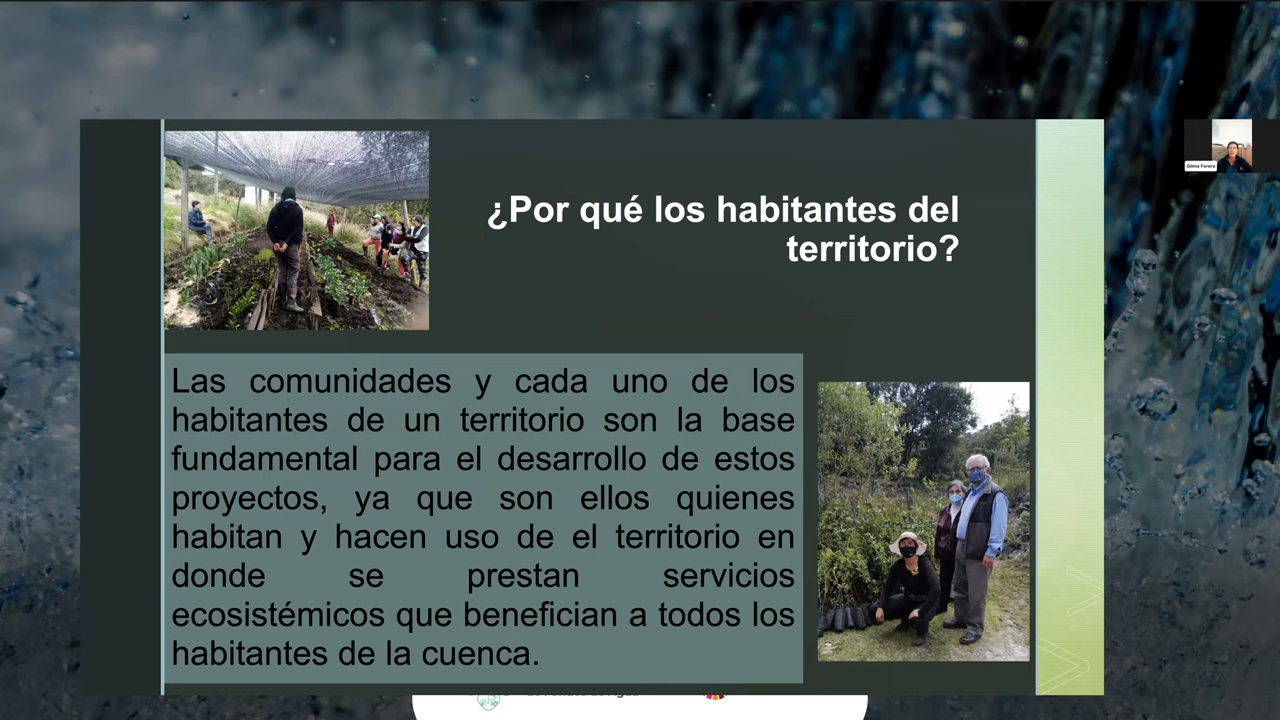 ¿Por qué los habitantes del
territorio?
Gilma Forero
Las comunidades y cada uno de los
habitantes de un territorio son la base
fundamental para el desarrollo de estos
proyectos, ya que son ellos quienes
habitan y hacen uso de el territorio en
donde se prestan servicios
ecosistémicos que benefician a todos los
habitantes de la cuenca.